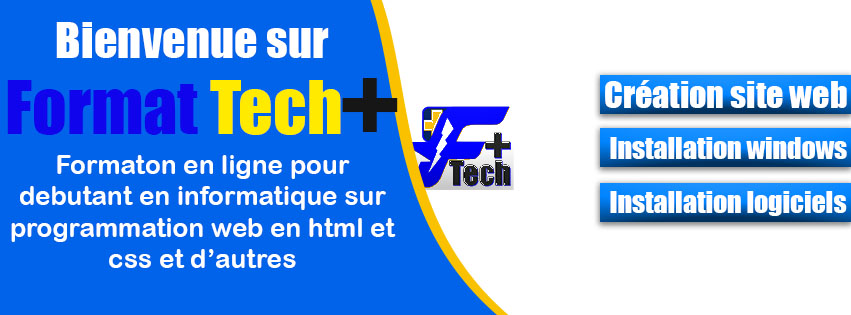 Bienvenue sur
Format Tech+
Formaton en ligne pour
debutant en informatique sur
programmation web en html et
css et d'autres
F+
Tech
Création site web
Installation windows
Installation logiciels